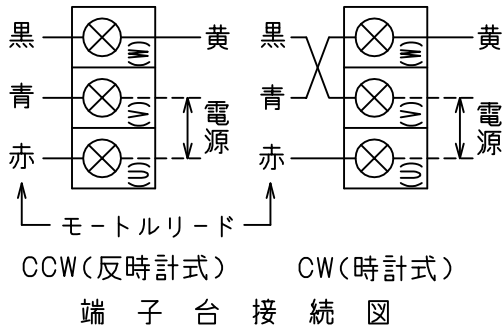 黒 (W) 黄 黒 (W) 黄
青 (V) 電源 青 (V) 電源
赤 (U) 赤 (U)
モートルリード
CCW(反時計式) CW(時計式)
端子台接続図